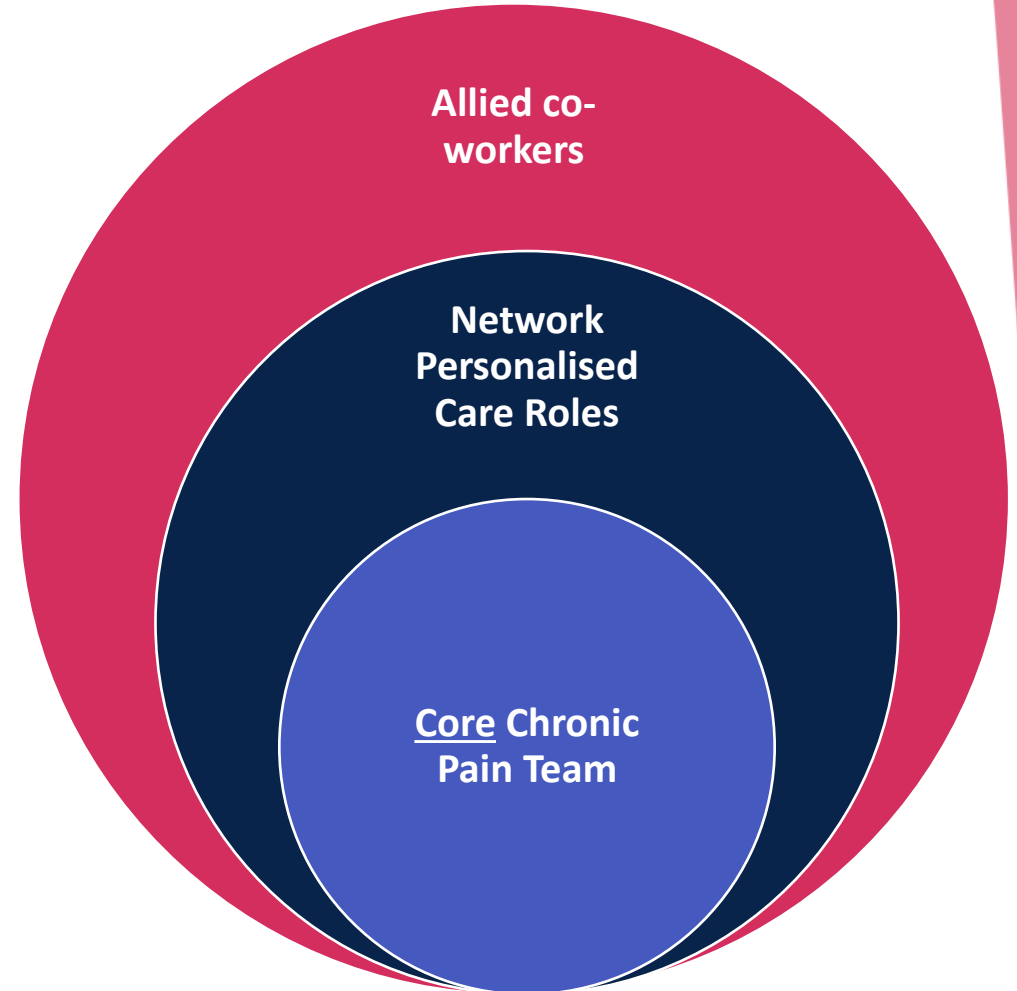 Allied co-
workers
Network
Personalised
Care Roles
Core Chronic
Pain Team